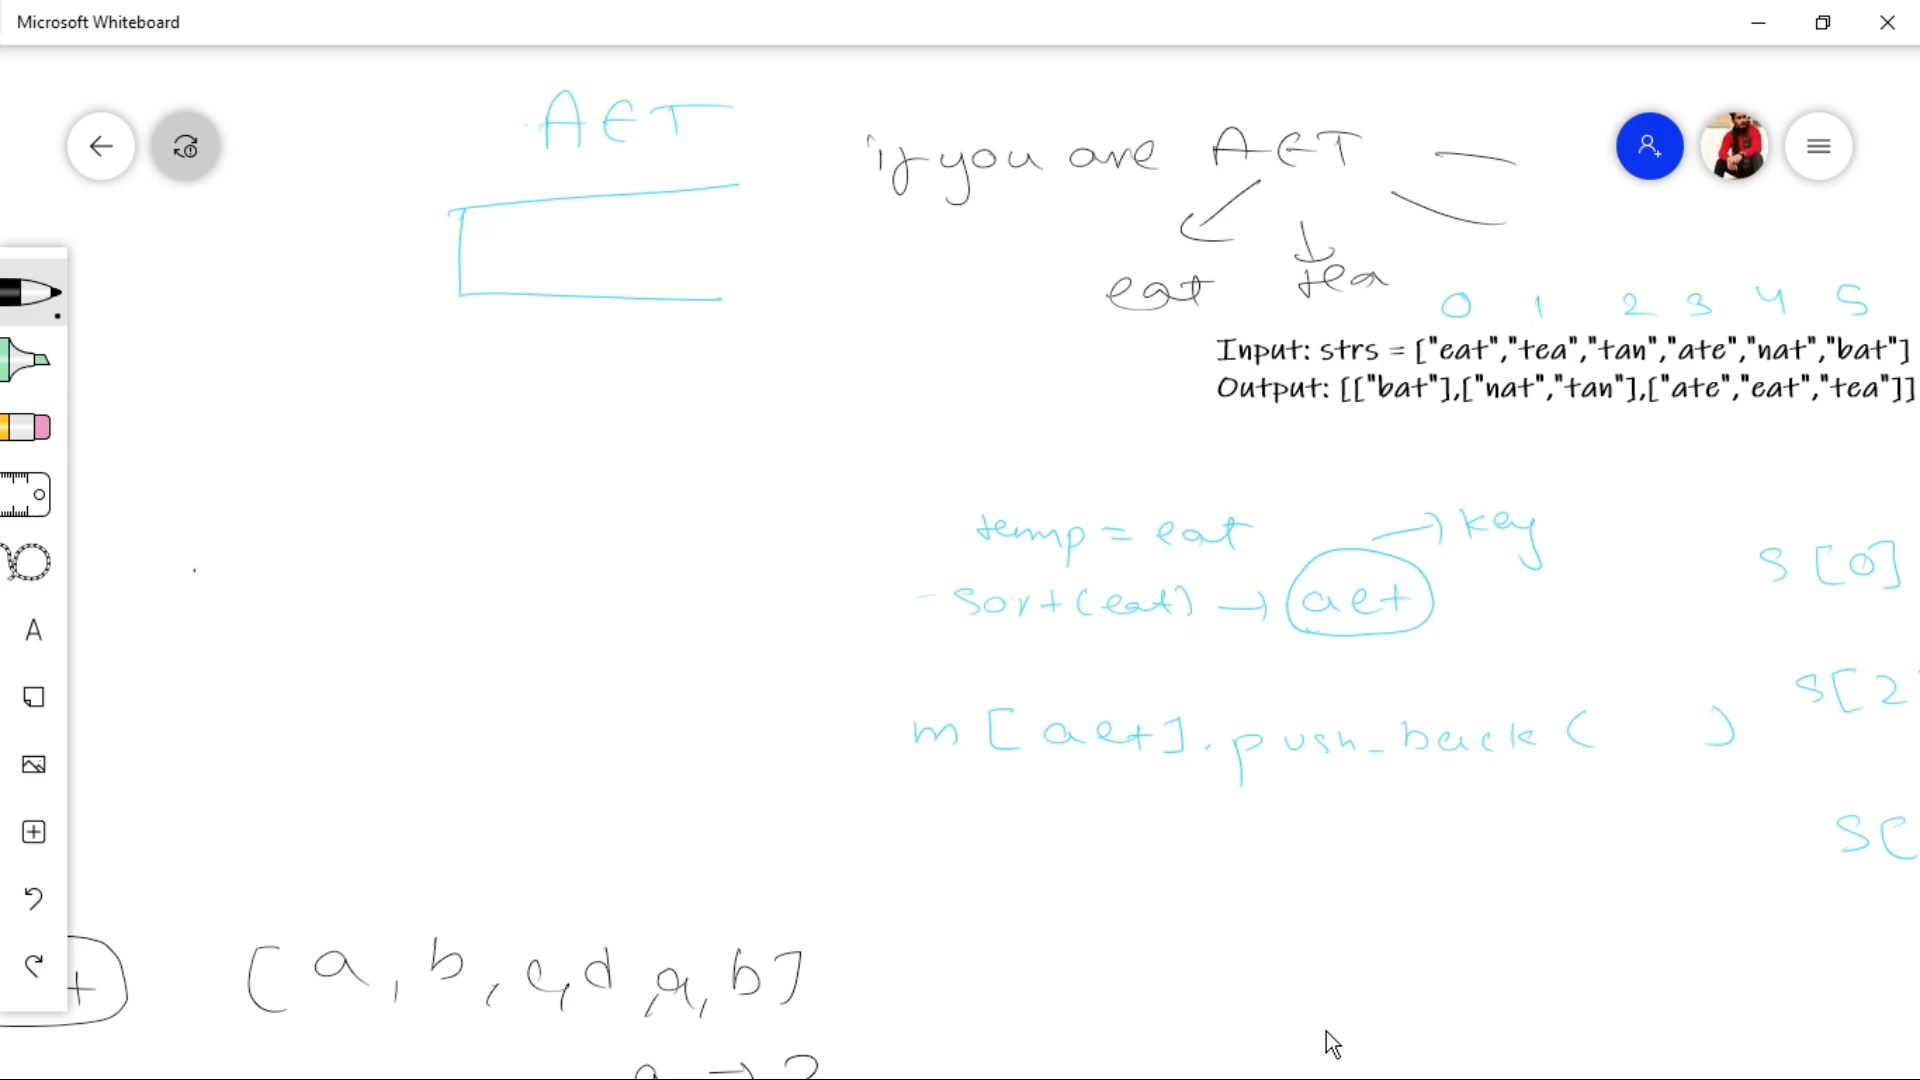 Microsoft Whiteboard
AET
if you are AET
eat tea
0 1 2 3 4 5
Input: strs = ["eat","tea","tan","ate","nat","bat"]
Output: [["bat"],["nat","tan"],["ate","eat","tea"]]
temp = eat → key
- sort(eat) → aet
s[0]
s[2
m[aet].push_back( )
s[
A
[a, b, c, d, a, b]
a → 2